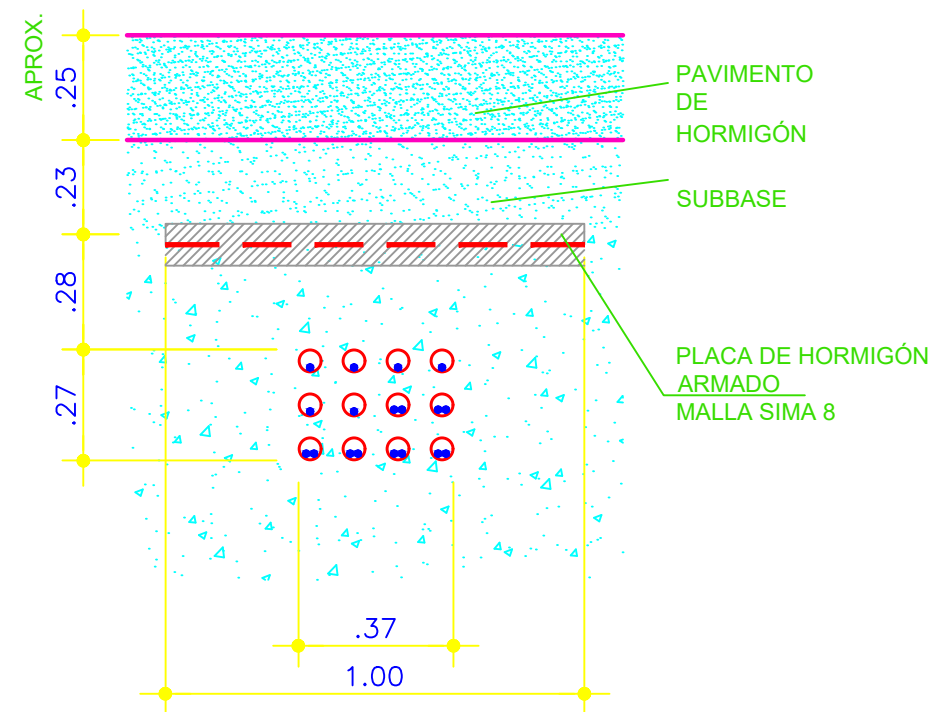 APROX.
.25
.23
.28
.27
PAVIMENTO
DE
HORMIGÓN
SUBBASE
PLACA DE HORMIGÓN
ARMADO
MALLA SIMA 8
.37
1.00